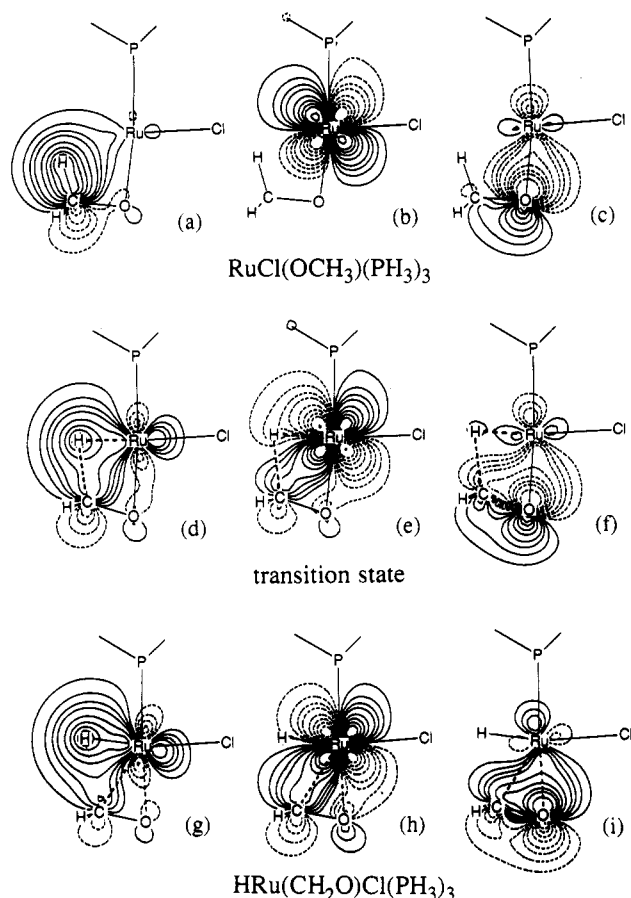 P P P
Ru Cl Ru Cl Ru Cl
H H H
C O C O C O
H H H
(a) (b) (c)
RuCl(OCH₃)(PH₃)₃
P P P
H Ru Cl H Ru Cl H Ru Cl
H C O H C O H C O
(d) (e) (f)
transition state
P P P
H Ru Cl H Ru Cl H Ru Cl
H C O H C O H C O
(g) (h) (i)
HRu(CH₂O)Cl(PH₃)₃